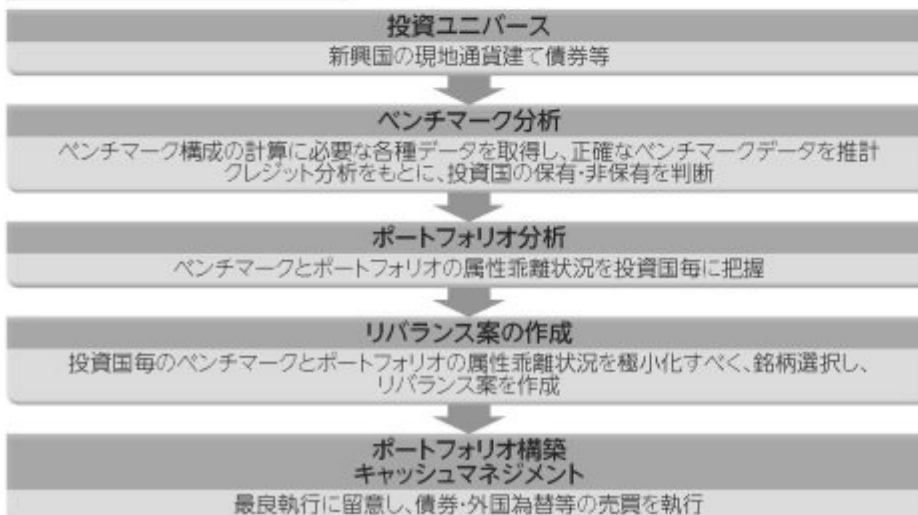 投資ユニバース
新興国の現地通貨建て債券等
ベンチマーク分析
ベンチマーク構成の計算に必要な各種データを取得し、正確なベンチマークデータを推計
クレジット分析をもとに、投資国の保有・非保有を判断
ポートフォリオ分析
ベンチマークとポートフォリオの属性乖離状況を投資国毎に把握
リバランス案の作成
投資国毎のベンチマークとポートフォリオの属性乖離状況を極小化すべく、銘柄選択し、
リバランス案を作成
ポートフォリオ構築
キャッシュマネジメント
最良執行に留意し、債券・外国為替等の売買を執行